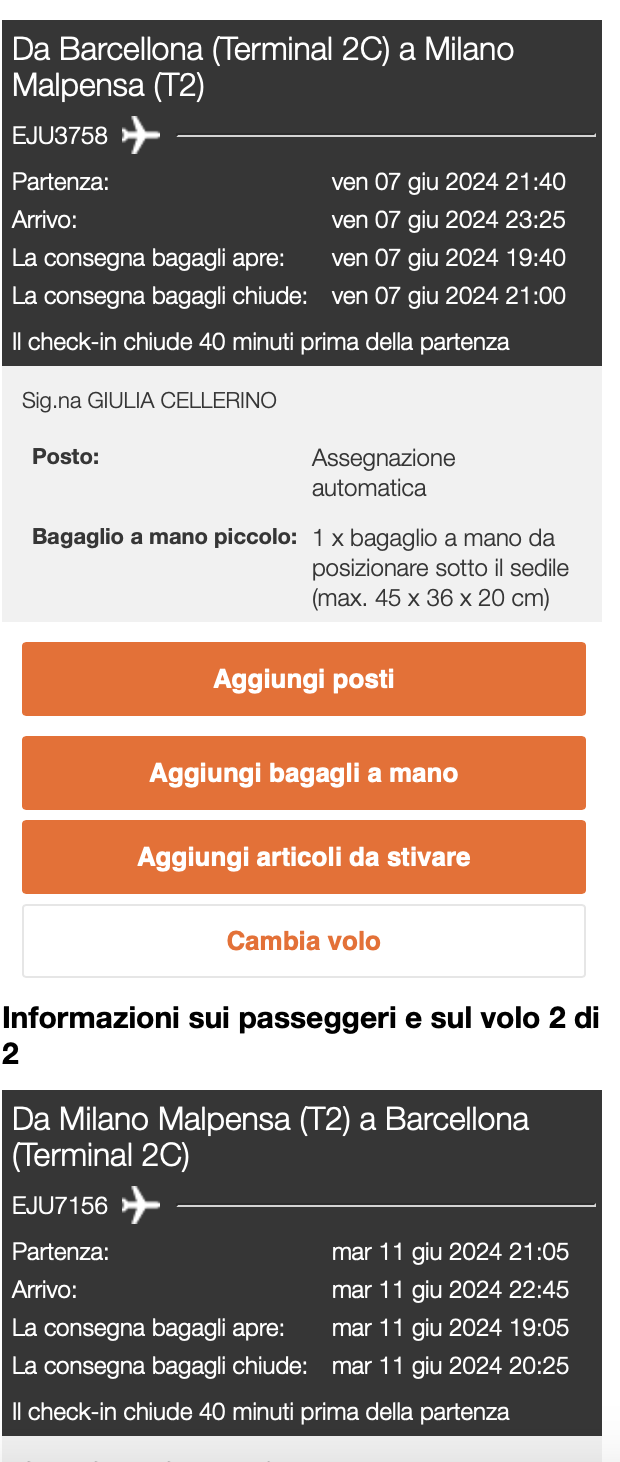 Da Barcellona (Terminal 2C) a Milano
Malpensa (T2)
EJU3758
Partenza: ven 07 giu 2024 21:40
Arrivo: ven 07 giu 2024 23:25
La consegna bagagli apre: ven 07 giu 2024 19:40
La consegna bagagli chiude: ven 07 giu 2024 21:00
Il check-in chiude 40 minuti prima della partenza
Sig.na GIULIA CELLERINO
Posto: Assegnazione
automatica
Bagaglio a mano piccolo: 1 x bagaglio a mano da
posizionare sotto il sedile
(max. 45 x 36 x 20 cm)
Aggiungi posti
Aggiungi bagagli a mano
Aggiungi articoli da stivare
Cambia volo
Informazioni sui passeggeri e sul volo 2 di
2
Da Milano Malpensa (T2) a Barcellona
(Terminal 2C)
EJU7156
Partenza: mar 11 giu 2024 21:05
Arrivo: mar 11 giu 2024 22:45
La consegna bagagli apre: mar 11 giu 2024 19:05
La consegna bagagli chiude: mar 11 giu 2024 20:25
Il check-in chiude 40 minuti prima della partenza